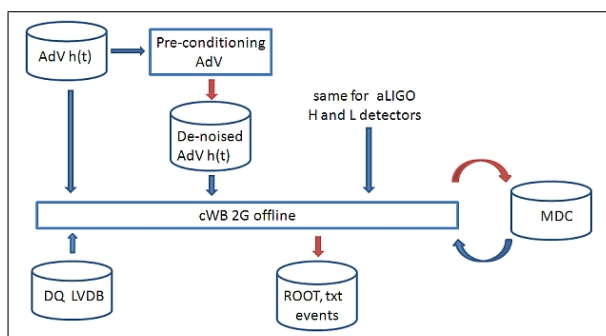 AdV h(t)
Pre-conditioning
AdV
same for aLIGO
H and L detectors
De-noised
AdV h(t)
cWB 2G offline
MDC
DQ LVDB
ROOT, txt
events